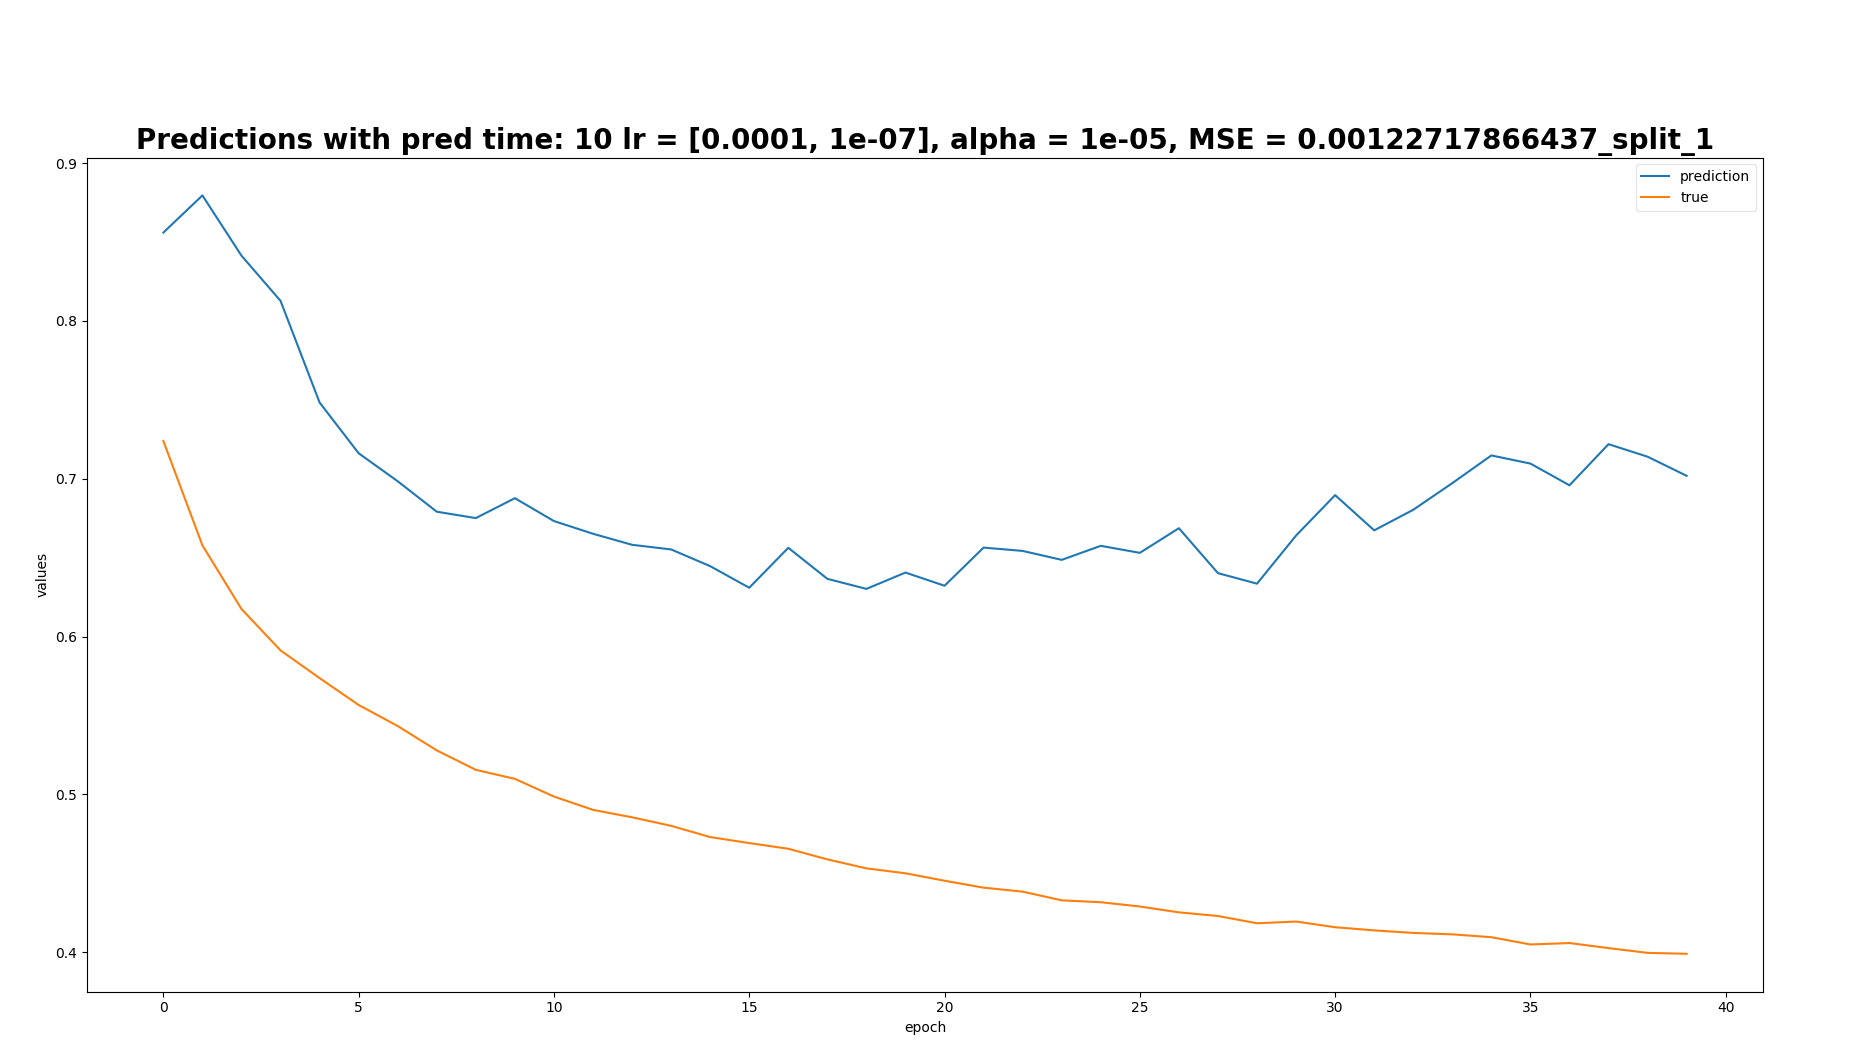 Predictions with pred time: 10 lr = [0.0001, 1e-07], alpha = 1e-05, MSE = 0.00122717866437_split_1
prediction
true
values
0.9
0.8
0.7
0.6
0.5
0.4
0 5 10 15 20 25 30 35 40
epoch